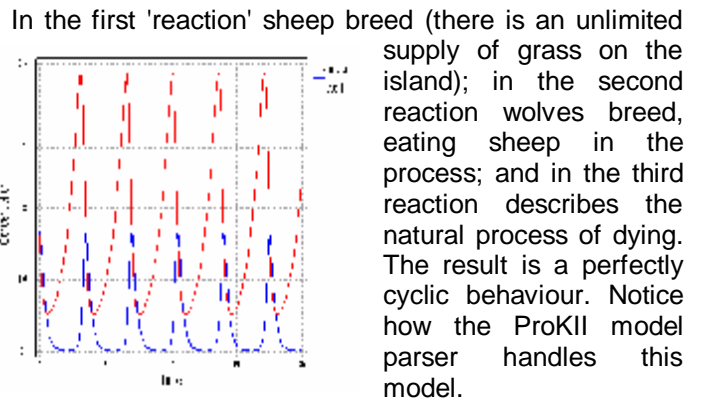 In the first 'reaction' sheep breed (there is an unlimited
supply of grass on the
island); in the second
reaction wolves breed,
eating sheep in the
process; and in the third
reaction describes the
natural process of dying.
The result is a perfectly
cyclic behaviour. Notice
how the ProKII model
parser handles this
model.